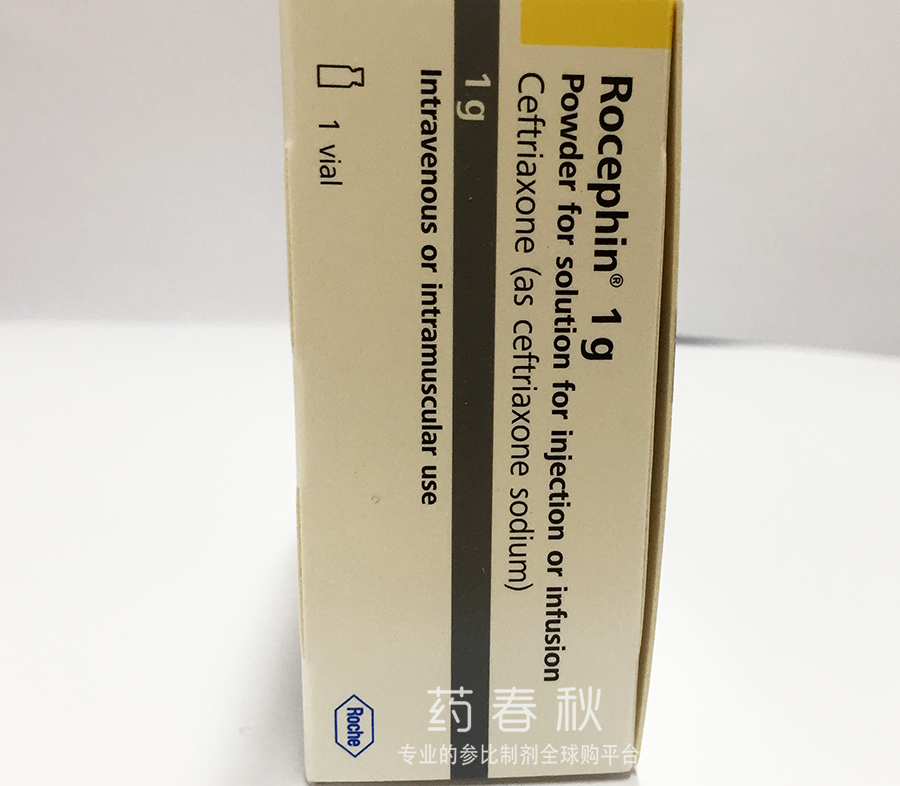 Rocephin® 1 g
Powder for solution for injection or infusion
Ceftriaxone (as ceftriaxone sodium)
1 g
Intravenous or intramuscular use
1 vial
Roche
药春秋
专业的参比制剂全球购平台